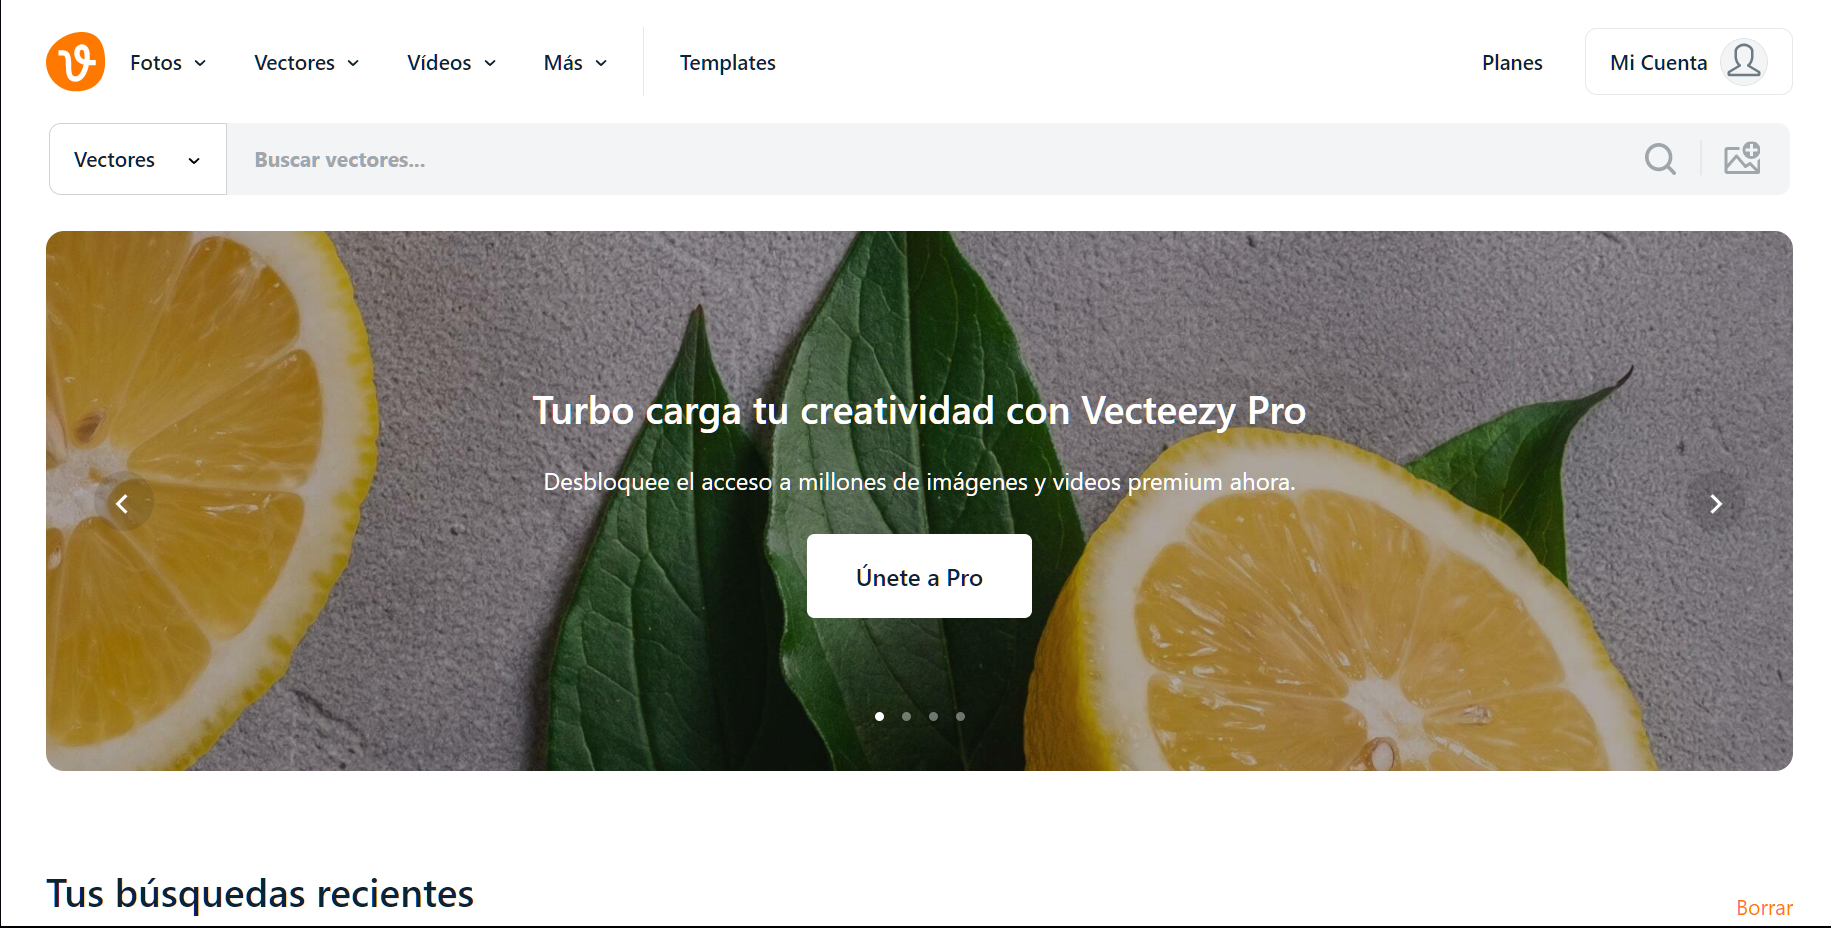 Fotos
Vectores
Vídeos
Más
Templates
Planes
Mi Cuenta
Vectores
Buscar vectores...
Turbo carga tu creatividad con Vecteezy Pro
Desbloquee el acceso a millones de imágenes y videos premium ahora.
Únete a Pro
Tus búsquedas recientes
Borrar